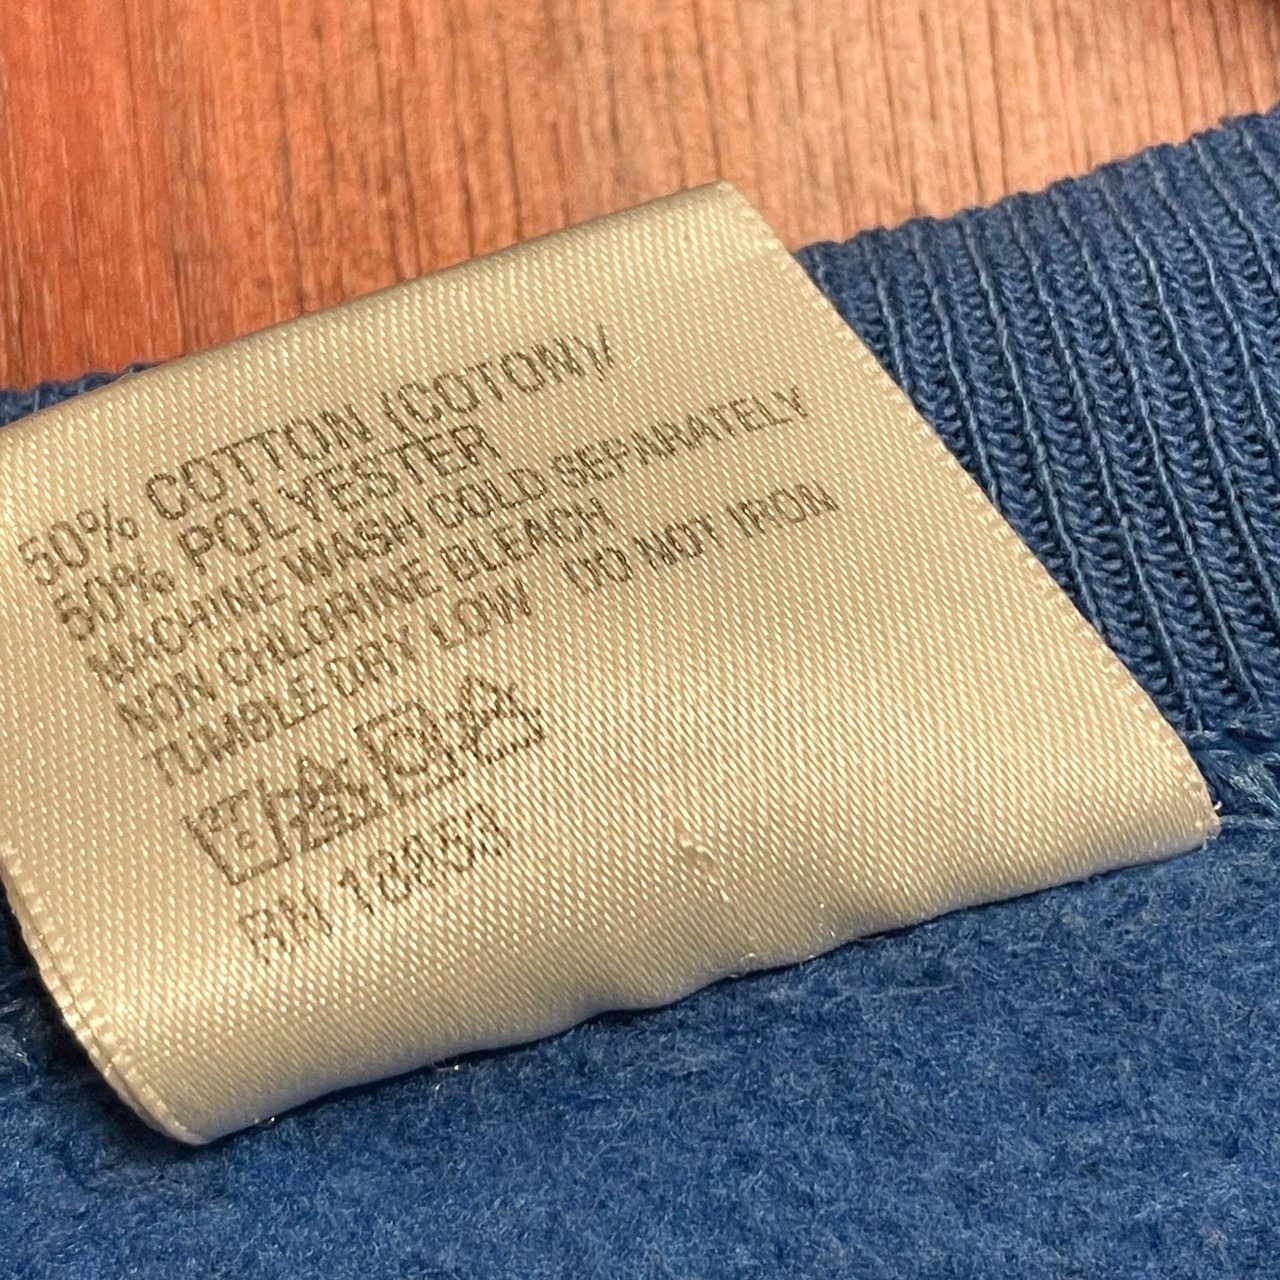 50% COTTON (COTON)/
50% POLYESTER
MACHINE WASH COLD SEPARATELY
NON CHLORINE BLEACH
TUMBLE DRY LOW DO NOT IRON
RN